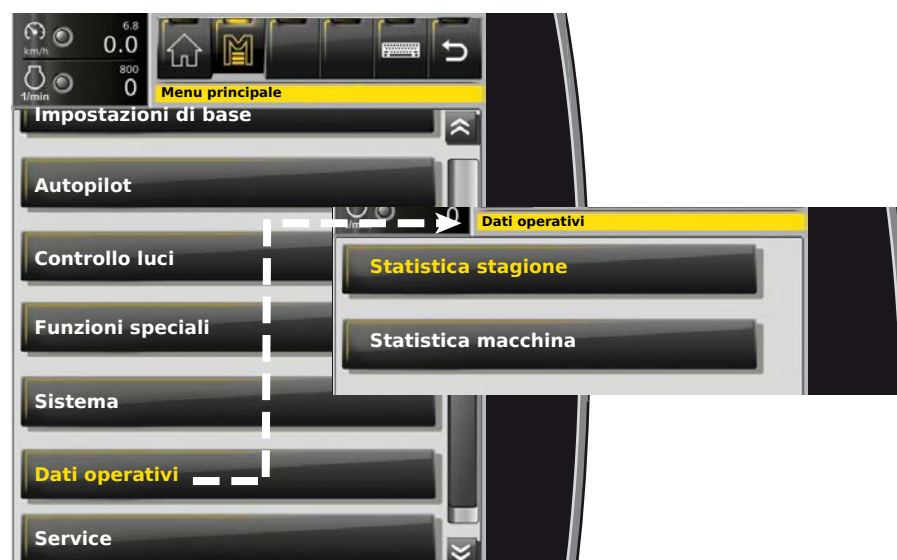 6.8
km/h
0.0
800
1/min
0
Menu principale
Impostazioni di base
Autopilot
Controllo luci
Funzioni speciali
Sistema
Dati operativi
Service
Dati operativi
Statistica stagione
Statistica macchina